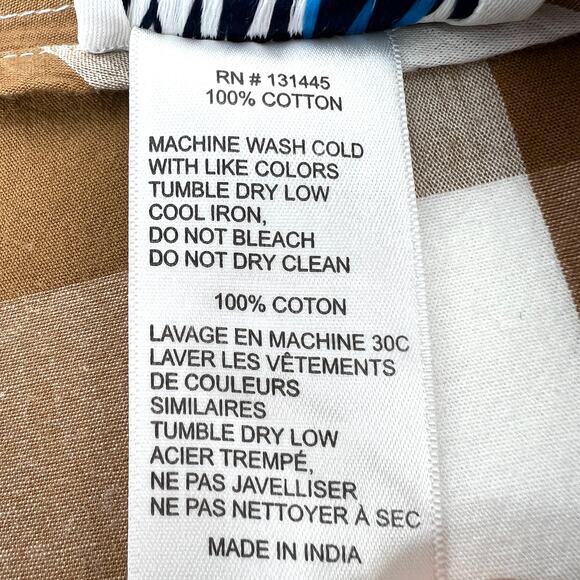 RN # 131445
100% COTTON
MACHINE WASH COLD
WITH LIKE COLORS
TUMBLE DRY LOW
COOL IRON,
DO NOT BLEACH
DO NOT DRY CLEAN
100% COTON
LAVAGE EN MACHINE 30C
LAVER LES VÊTEMENTS
DE COULEURS
SIMILAIRES
TUMBLE DRY LOW
ACIER TREMPÉ,
NE PAS JAVELLISER
NE PAS NETTOYER À SEC
MADE IN INDIA